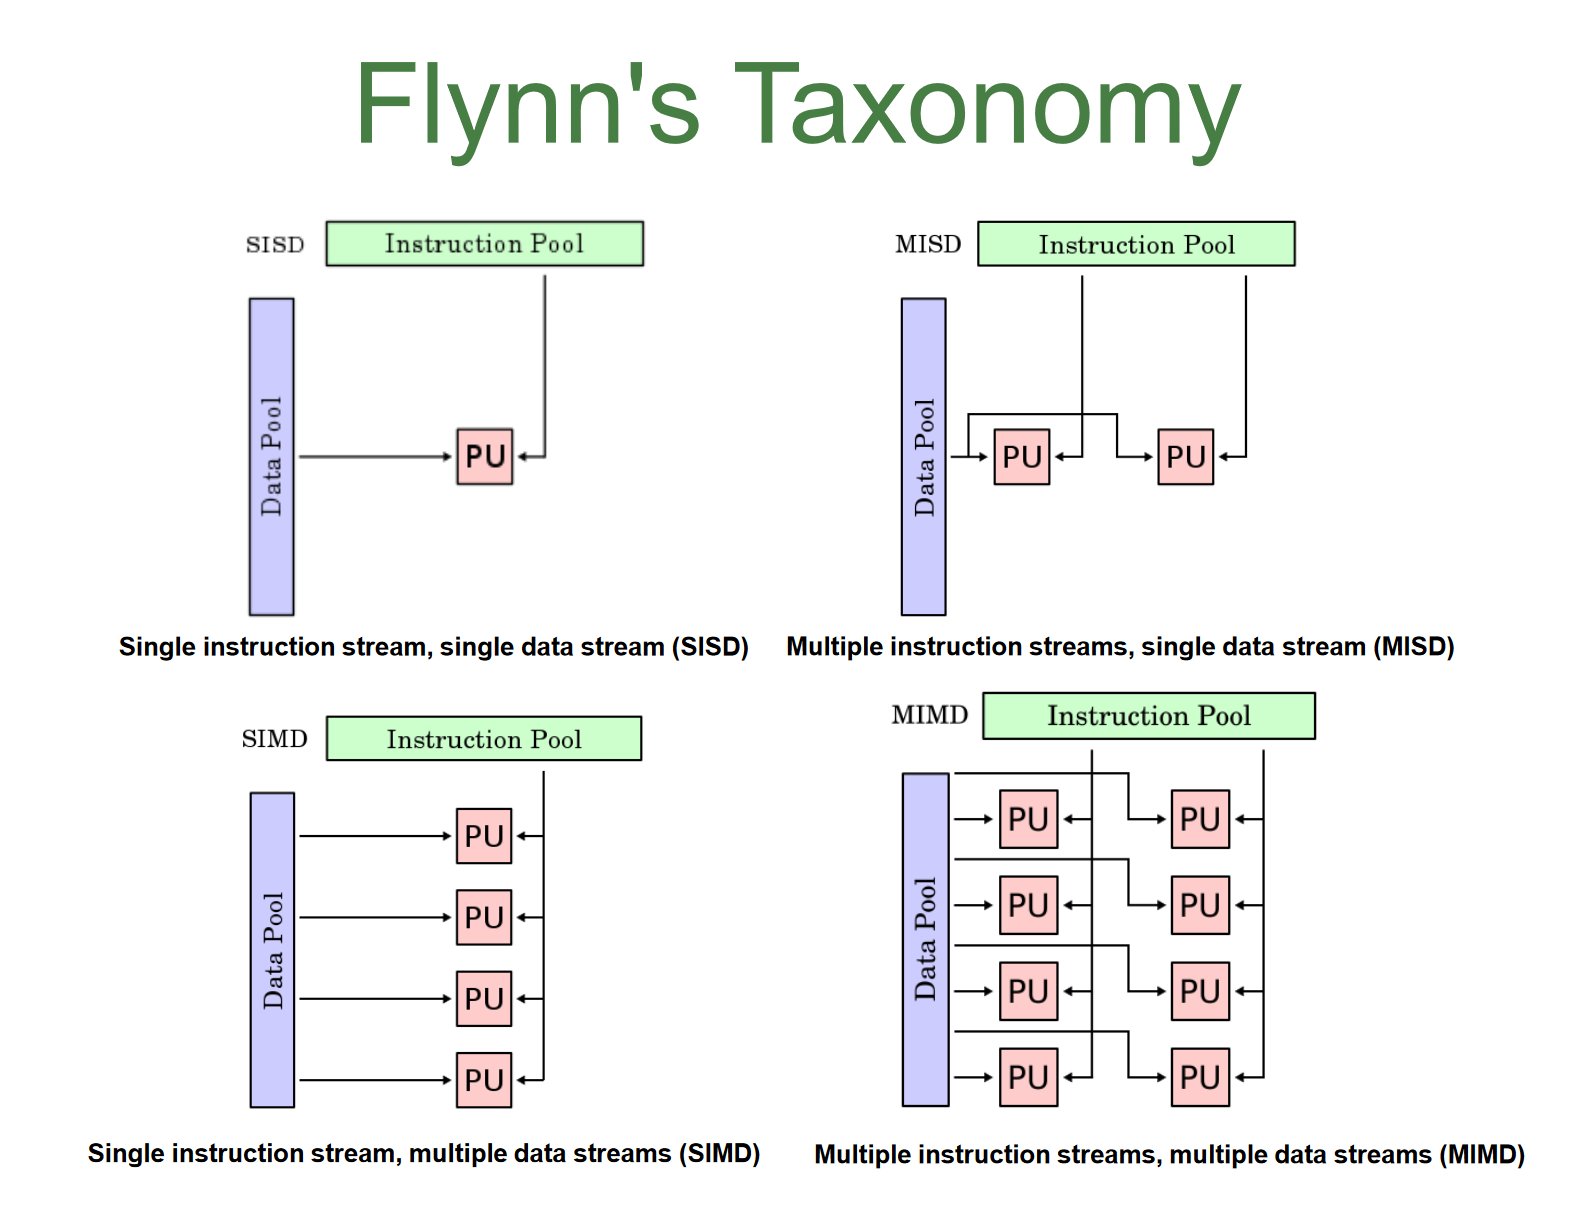 Flynn's Taxonomy
SISD
Instruction Pool
Data Pool
PU
Single instruction stream, single data stream (SISD)
MISD
Instruction Pool
Data Pool
PU
PU
Multiple instruction streams, single data stream (MISD)
SIMD
Instruction Pool
Data Pool
PU
PU
PU
PU
Single instruction stream, multiple data streams (SIMD)
MIMD
Instruction Pool
Data Pool
PU
PU
PU
PU
PU
PU
PU
PU
Multiple instruction streams, multiple data streams (MIMD)